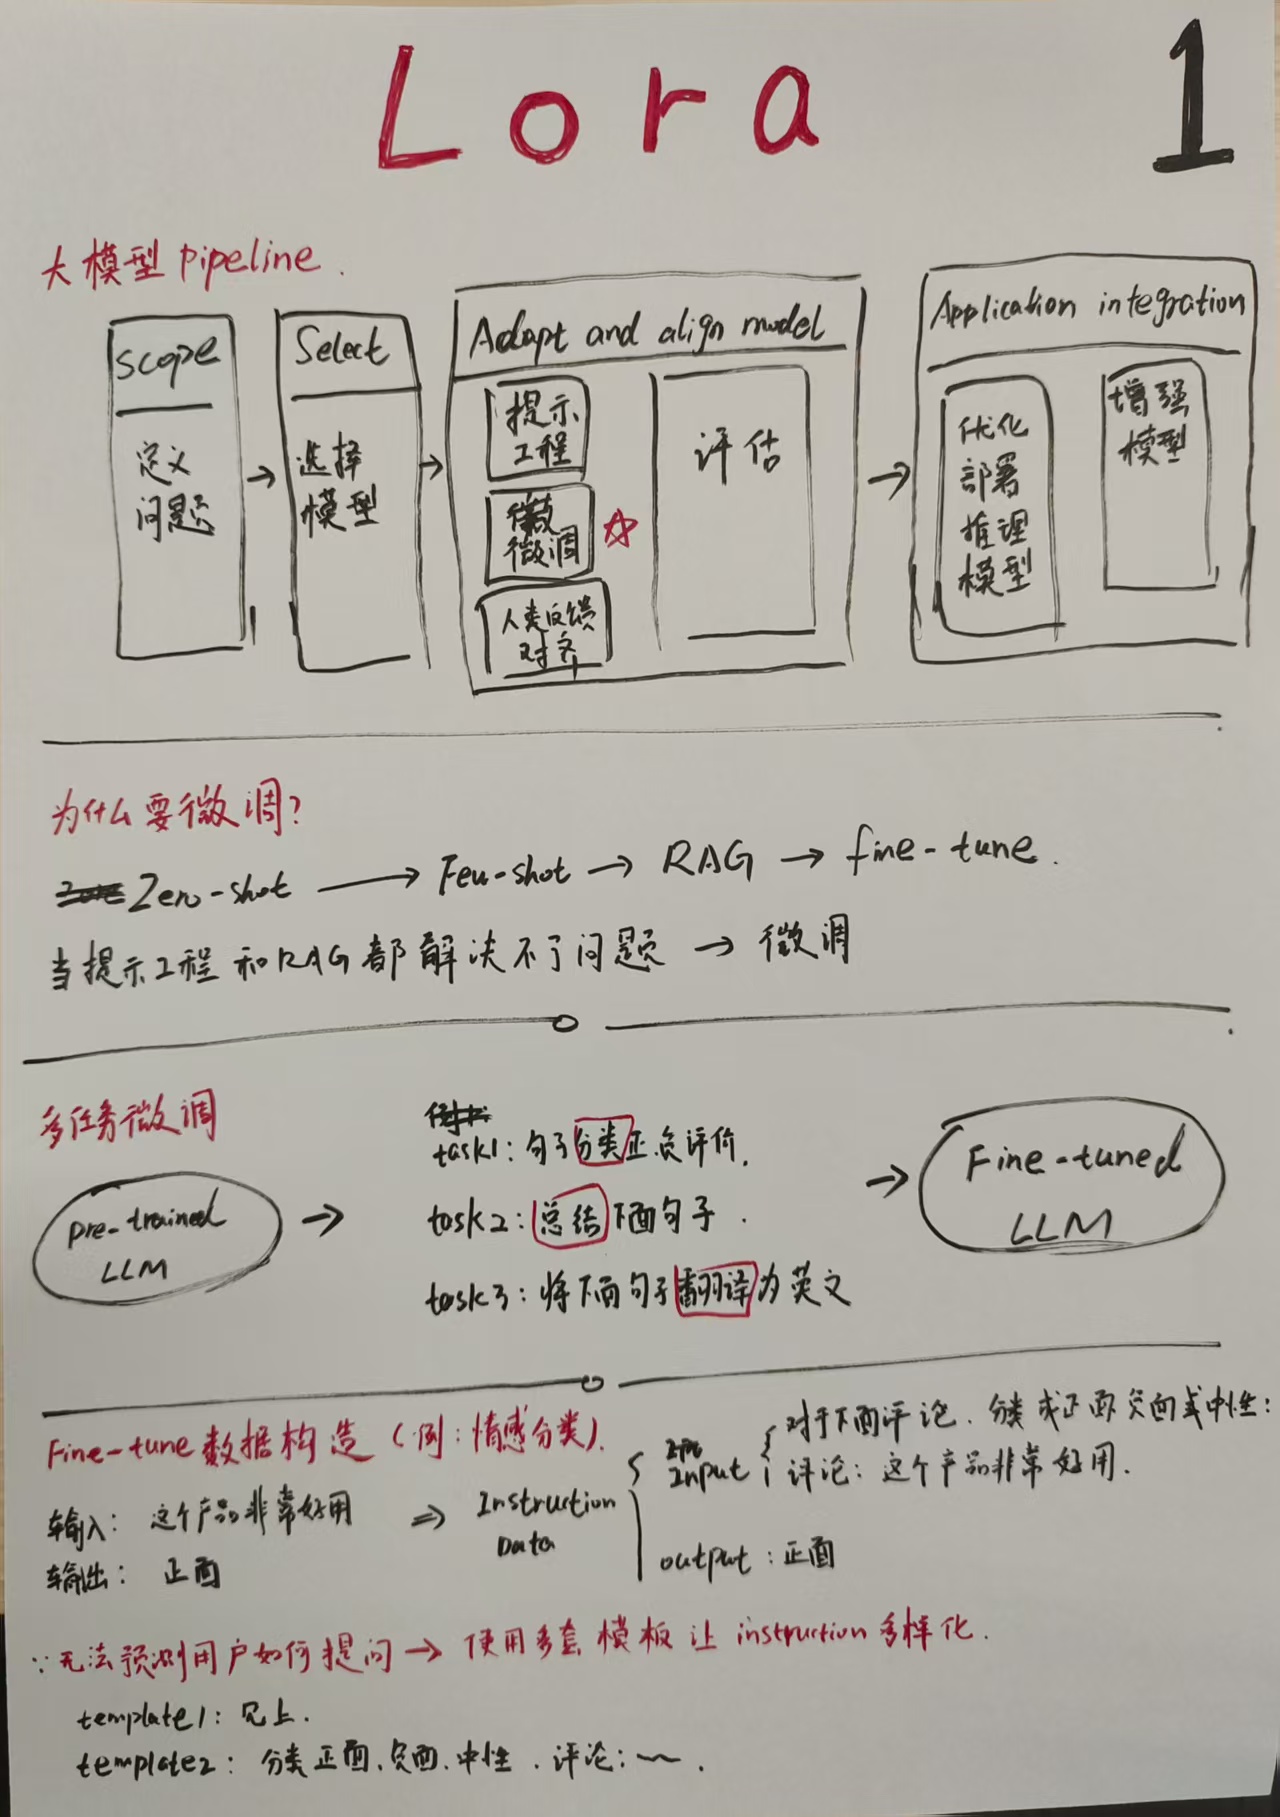 Lora
1
大模型 pipeline.
scope
定义
问题
Select
选择
模型
Adapt and align model
提示
工程
微调
人类反馈
对齐
评估
Application integration
优化
部署
推理
模型
增强
模型
为什么要微调?
Zero-shot → Few-shot → RAG → fine-tune.
当提示工程和RAG都解决不了问题 → 微调
多任务微调
pre-trained
LLM
→
task1: 句子分类正负评价.
task2: 总结下面句子.
task3: 将下面句子翻译为英文
→
Fine-tuned
LLM
Fine-tune 数据构造 (例: 情感分类).
输入: 这个产品非常好用
输出: 正面
⇒ Instruction
Data
Input
对于下面评论. 分类成正面负面或中性:
评论: 这个产品非常好用.
output: 正面
∵ 无法预测用户如何提问 → 使用多套模板让 instruction 多样化.
template1: 见上.
template2: 分类正面、负面、中性. 评论: ~~.